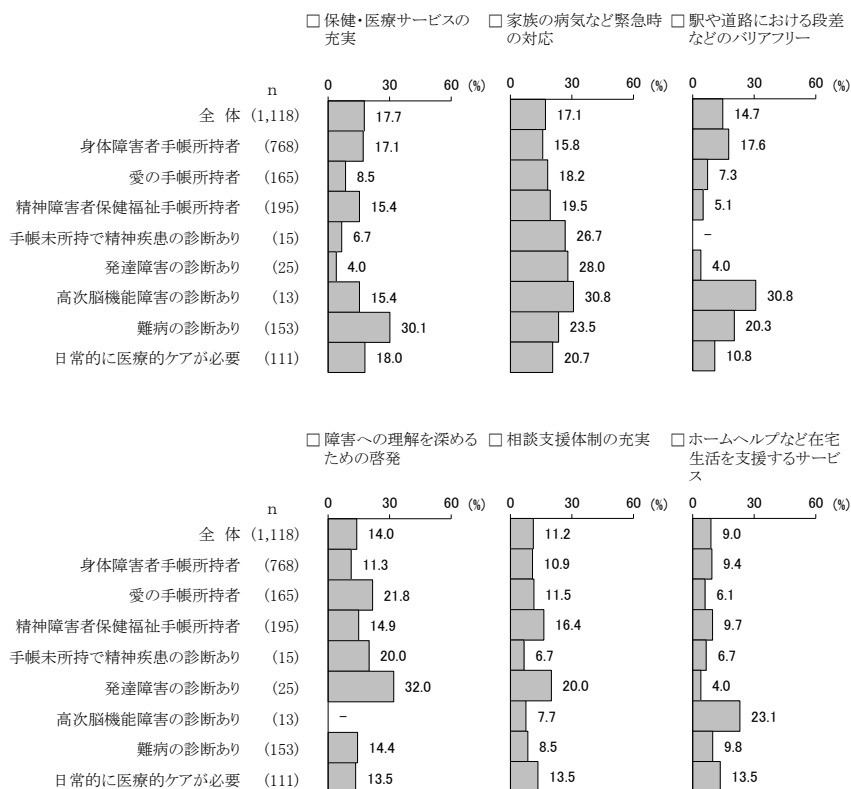 □ 保健・医療サービスの
充実
□ 家族の病気など緊急時
の対応
□ 駅や道路における段差
などのバリアフリー
n
0 30 60 (%)
0 30 60 (%)
0 30 60 (%)
全 体 (1,118) 17.7 17.1 14.7
身体障害者手帳所持者 (768) 17.1 15.8 17.6
愛の手帳所持者 (165) 8.5 18.2 7.3
精神障害者保健福祉手帳所持者 (195) 15.4 19.5 5.1
手帳未所持で精神疾患の診断あり (15) 6.7 26.7 -
発達障害の診断あり (25) 4.0 28.0 4.0
高次脳機能障害の診断あり (13) 15.4 30.8 30.8
難病の診断あり (153) 30.1 23.5 20.3
日常的に医療的ケアが必要 (111) 18.0 20.7 10.8
□ 障害への理解を深める
ための啓発
□ 相談支援体制の充実
□ ホームヘルプなど在宅
生活を支援するサービ
ス
n
0 30 60 (%)
0 30 60 (%)
0 30 60 (%)
全 体 (1,118) 14.0 11.2 9.0
身体障害者手帳所持者 (768) 11.3 10.9 9.4
愛の手帳所持者 (165) 21.8 11.5 6.1
精神障害者保健福祉手帳所持者 (195) 14.9 16.4 9.7
手帳未所持で精神疾患の診断あり (15) 20.0 6.7 6.7
発達障害の診断あり (25) 32.0 20.0 4.0
高次脳機能障害の診断あり (13) - 7.7 23.1
難病の診断あり (153) 14.4 8.5 9.8
日常的に医療的ケアが必要 (111) 13.5 13.5 13.5